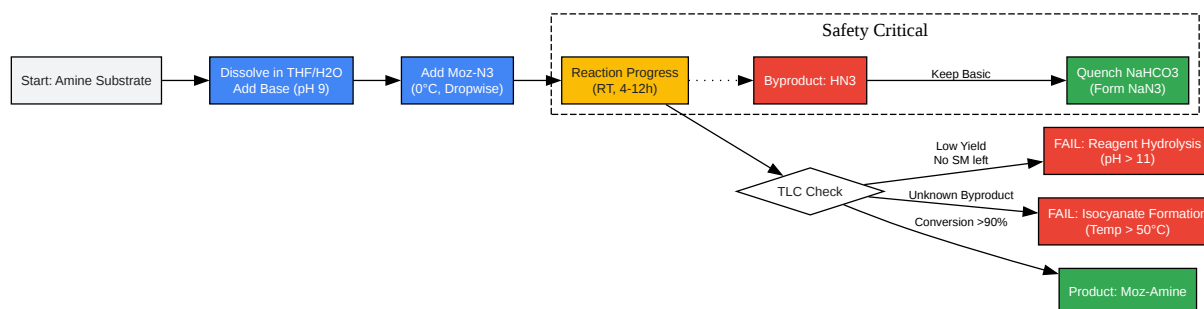 Safety Critical
Start: Amine Substrate
Dissolve in THF/H2O
Add Base (pH 9)
Add Moz-N3
(0°C, Dropwise)
Reaction Progress
(RT, 4-12h)
Byproduct: HN3
Keep Basic
Quench NaHCO3
(Form NaN3)
TLC Check
Low Yield
No SM left
FAIL: Reagent Hydrolysis
(pH > 11)
Unknown Byproduct
FAIL: Isocyanate Formation
(Temp > 50°C)
Conversion >90%
Product: Moz-Amine